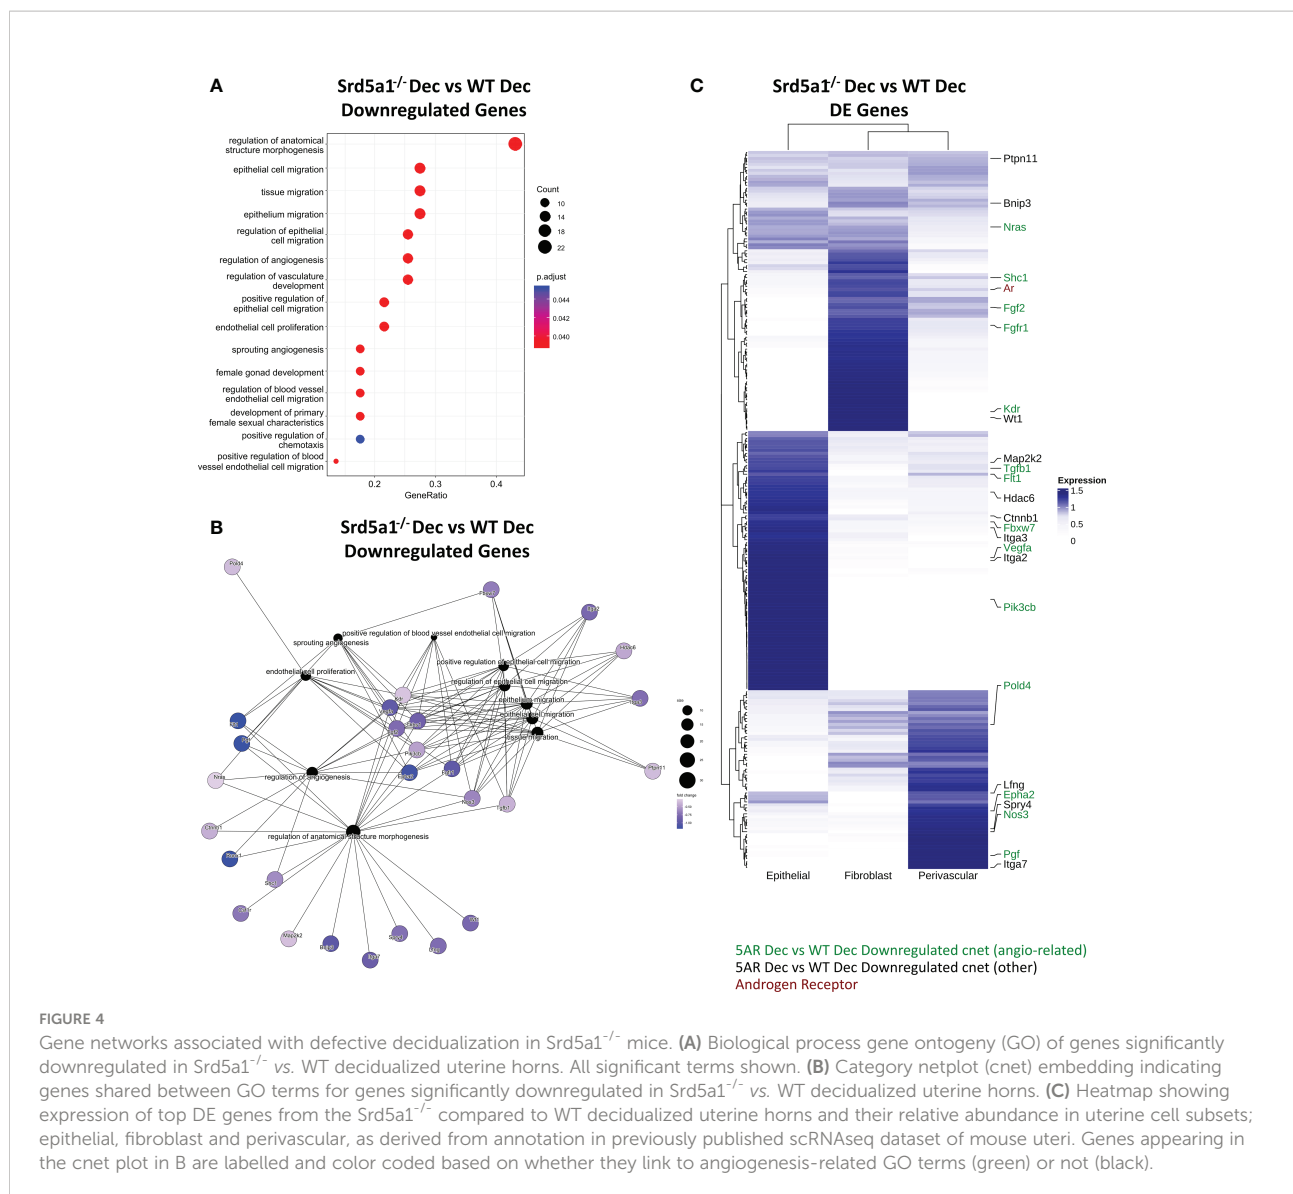 A
Srd5a1-/- Dec vs WT Dec
Downregulated Genes
regulation of anatomical
structure morphogenesis
epithelial cell migration
tissue migration
epithelium migration
regulation of epithelial
cell migration
regulation of angiogenesis
regulation of vasculature
development
positive regulation of
epithelial cell migration
endothelial cell proliferation
sprouting angiogenesis
female gonad development
regulation of blood vessel
endothelial cell migration
development of primary
female sexual characteristics
positive regulation of
chemotaxis
positive regulation of blood
vessel endothelial cell migration
0.2 0.3 0.4
GeneRatio
Count
10
14
18
22
p.adjust
0.044
0.042
0.040
B
Srd5a1-/- Dec vs WT Dec
Downregulated Genes
Pold4
positive regulation of blood vessel endothelial cell migration
sprouting angiogenesis
endothelial cell proliferation
positive regulation of epithelial cell migration
regulation of epithelial cell migration
epithelium migration
epithelial cell migration
tissue migration
Hdac6
Kdr
Ptpn11
Nras
regulation of angiogenesis
Tgfb1
Ctnnb1
regulation of anatomical structure morphogenesis
Map2k2
Bnip3
Itga7
size
fold change
C
Srd5a1-/- Dec vs WT Dec
DE Genes
Ptpn11
Bnip3
Nras
Shc1
Ar
Fgf2
Fgfr1
Kdr
Wt1
Map2k2
Tgfb1
Flt1
Hdac6
Ctnnb1
Fbxw7
Itga3
Vegfa
Itga2
Pik3cb
Pold4
Lfng
Epha2
Spry4
Nos3
Pgf
Itga7
Epithelial Fibroblast Perivascular
Expression
1.5
1
0.5
0
5AR Dec vs WT Dec Downregulated cnet (angio-related)
5AR Dec vs WT Dec Downregulated cnet (other)
Androgen Receptor
FIGURE 4
Gene networks associated with defective decidualization in Srd5a1-/- mice. (A) Biological process gene ontogeny (GO) of genes significantly
downregulated in Srd5a1-/- vs. WT decidualized uterine horns. All significant terms shown. (B) Category netplot (cnet) embedding indicating
genes shared between GO terms for genes significantly downregulated in Srd5a1-/- vs. WT decidualized uterine horns. (C) Heatmap showing
expression of top DE genes from the Srd5a1-/- compared to WT decidualized uterine horns and their relative abundance in uterine cell subsets;
epithelial, fibroblast and perivascular, as derived from annotation in previously published scRNAseq dataset of mouse uteri. Genes appearing in
the cnet plot in B are labelled and color coded based on whether they link to angiogenesis-related GO terms (green) or not (black).